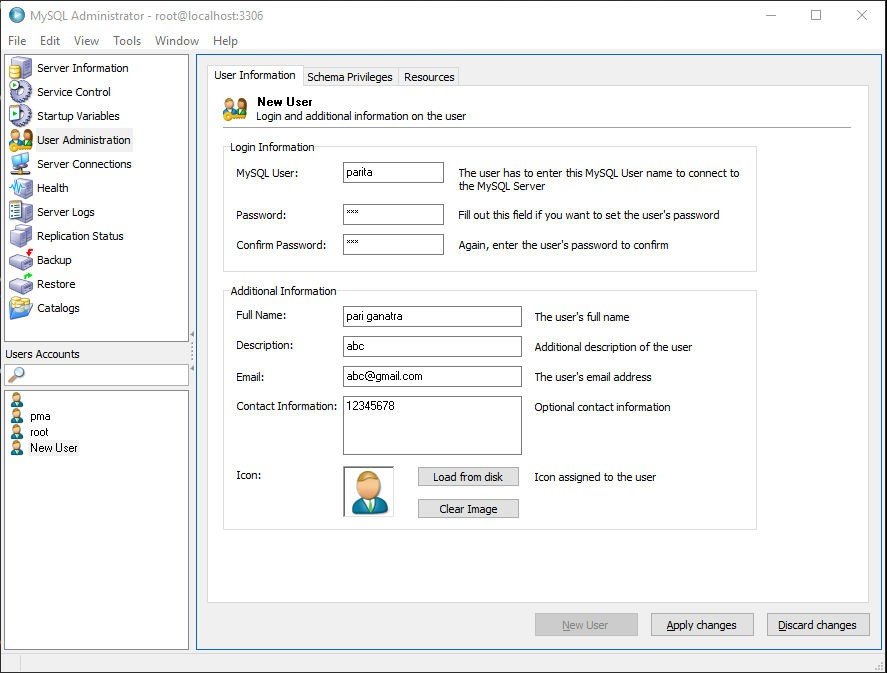 MySQL Administrator - root@localhost:3306
File Edit View Tools Window Help
Server Information
Service Control
Startup Variables
User Administration
Server Connections
Health
Server Logs
Replication Status
Backup
Restore
Catalogs
Users Accounts
pma
root
New User
User Information Schema Privileges Resources
New User
Login and additional information on the user
Login Information
MySQL User: parita The user has to enter this MySQL User name to connect to
the MySQL Server
Password: *** Fill out this field if you want to set the user's password
Confirm Password: *** Again, enter the user's password to confirm
Additional Information
Full Name: pari ganatra The user's full name
Description: abc Additional description of the user
Email: abc@gmail.com The user's email address
Contact Information: 12345678 Optional contact information
Icon: Load from disk Icon assigned to the user
Clear Image
New User Apply changes Discard changes